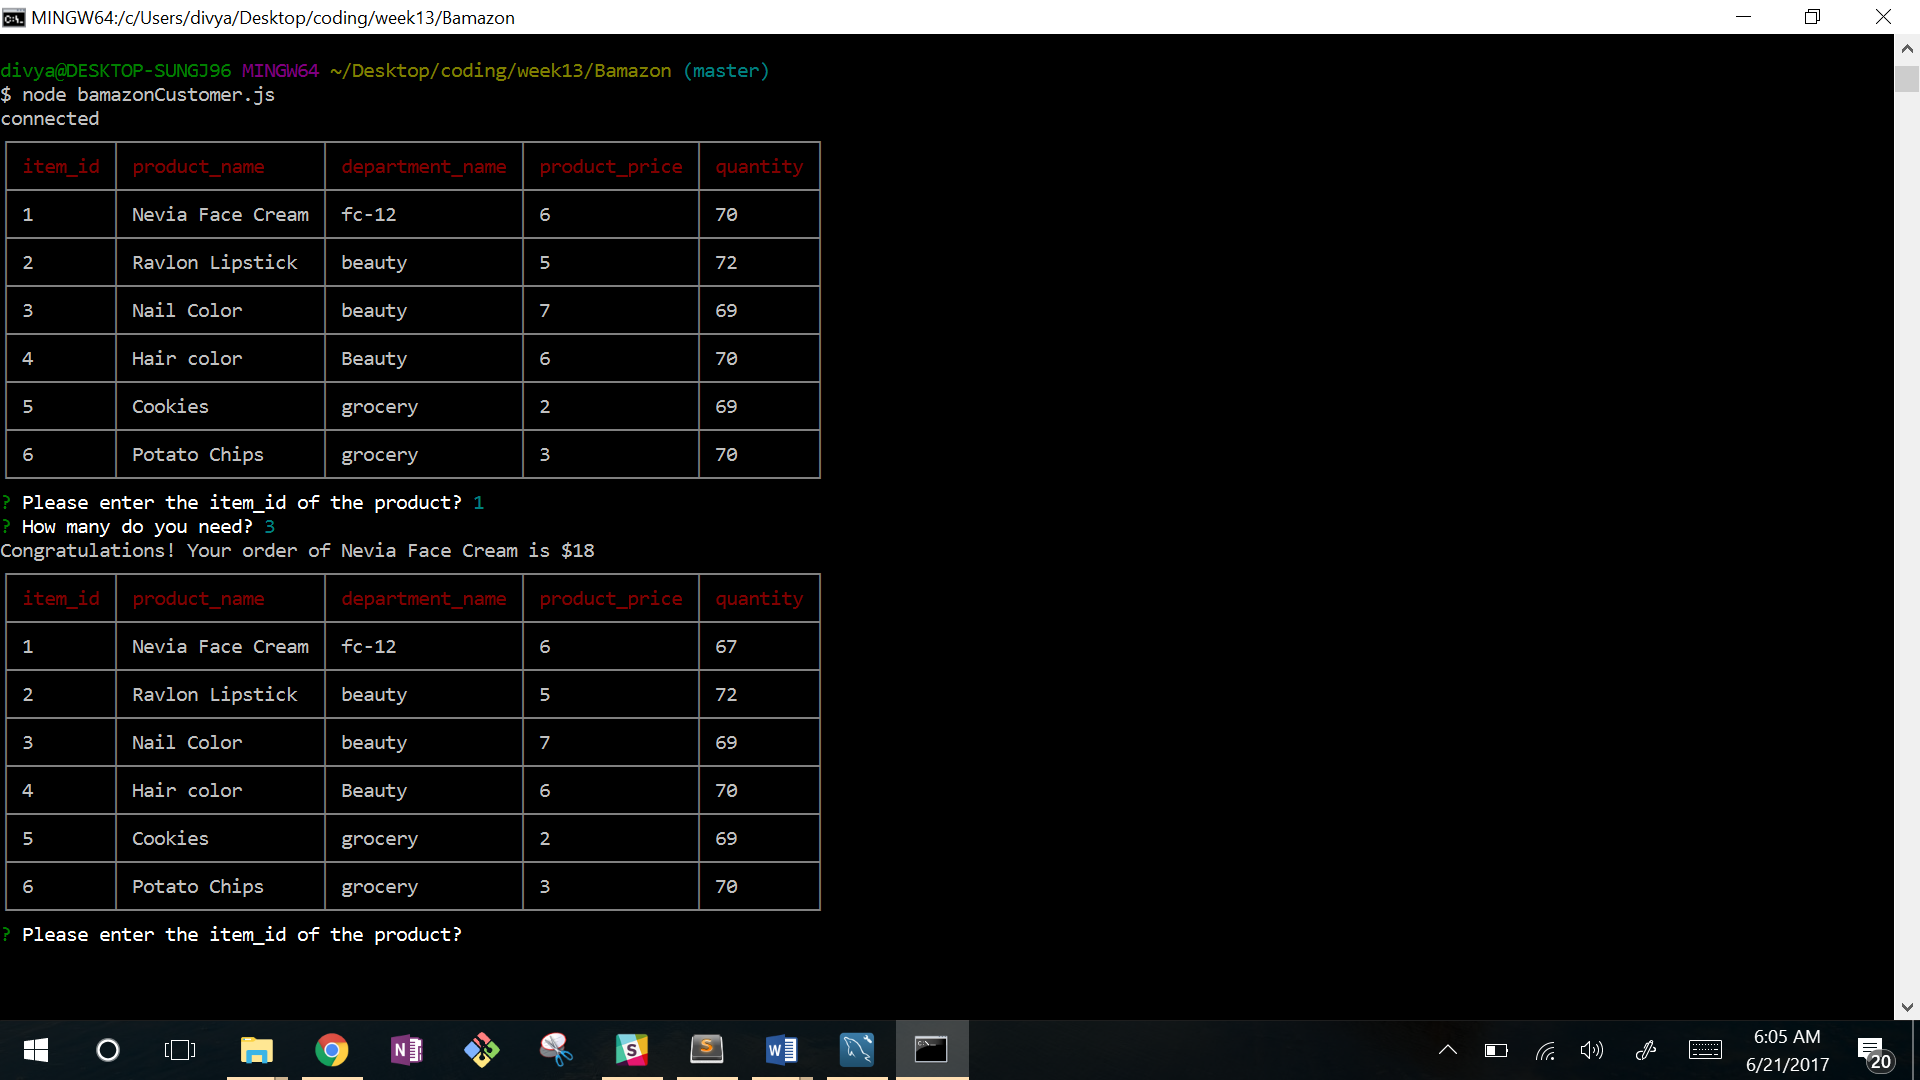 MINGW64:/c/Users/divya/Desktop/coding/week13/Bamazon
divya@DESKTOP-SUNGJ96 MINGW64 ~/Desktop/coding/week13/Bamazon (master)
$ node bamazonCustomer.js
connected
item_id product_name department_name product_price quantity
1 Nevia Face Cream fc-12 6 70
2 Ravlon Lipstick beauty 5 72
3 Nail Color beauty 7 69
4 Hair color Beauty 6 70
5 Cookies grocery 2 69
6 Potato Chips grocery 3 70
? Please enter the item_id of the product? 1
? How many do you need? 3
Congratulations! Your order of Nevia Face Cream is $18
item_id product_name department_name product_price quantity
1 Nevia Face Cream fc-12 6 67
2 Ravlon Lipstick beauty 5 72
3 Nail Color beauty 7 69
4 Hair color Beauty 6 70
5 Cookies grocery 2 69
6 Potato Chips grocery 3 70
? Please enter the item_id of the product?
6:05 AM
6/21/2017
20